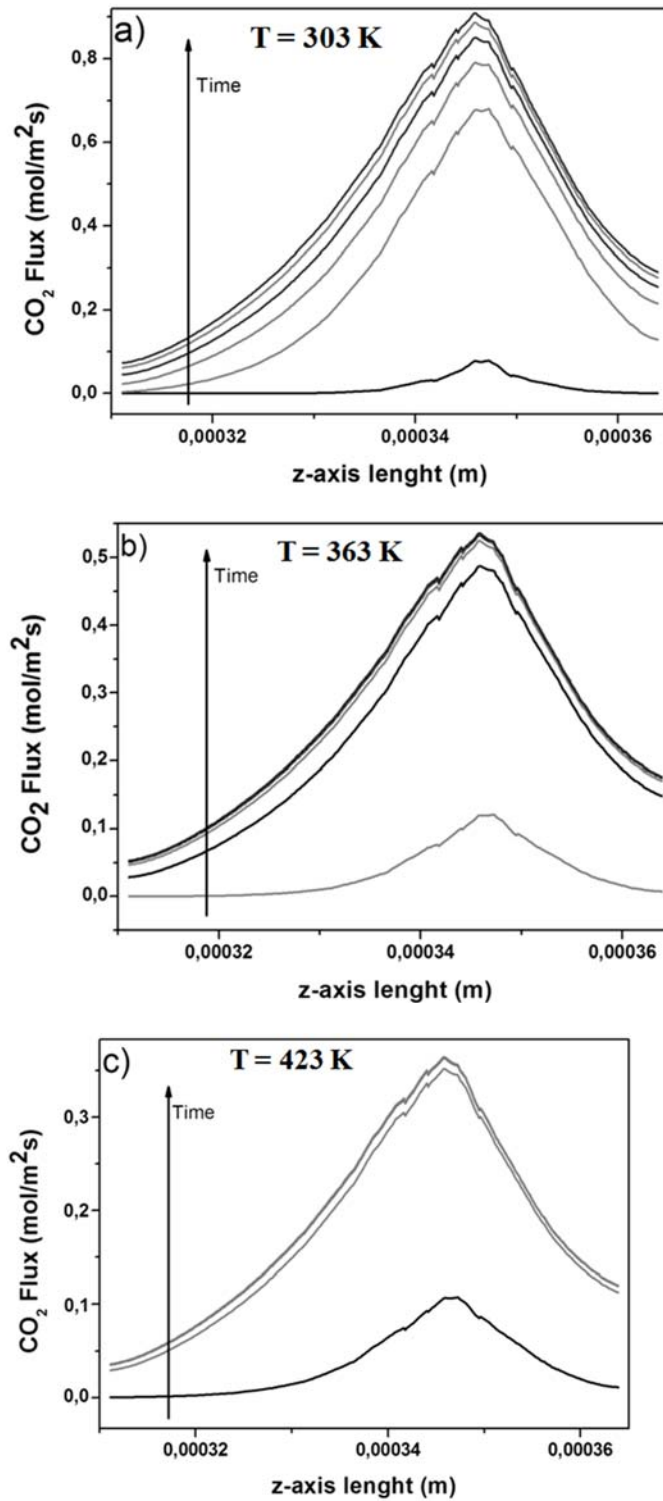 a)
T = 303 K
Time
CO₂ Flux (mol/m²s)
0,8
0,6
0,4
0,2
0,0
0,00032
0,00034
0,00036
z-axis lenght (m)
b)
T = 363 K
Time
CO2 Flux (mol/m²s)
0,5
0,4
0,3
0,2
0,1
0,0
0,00032
0,00034
0,00036
z-axis lenght (m)
c)
T = 423 K
Time
CO₂ Flux (mol/m²s)
0,3
0,2
0,1
0,0
0,00032
0,00034
0,00036
z-axis lenght (m)